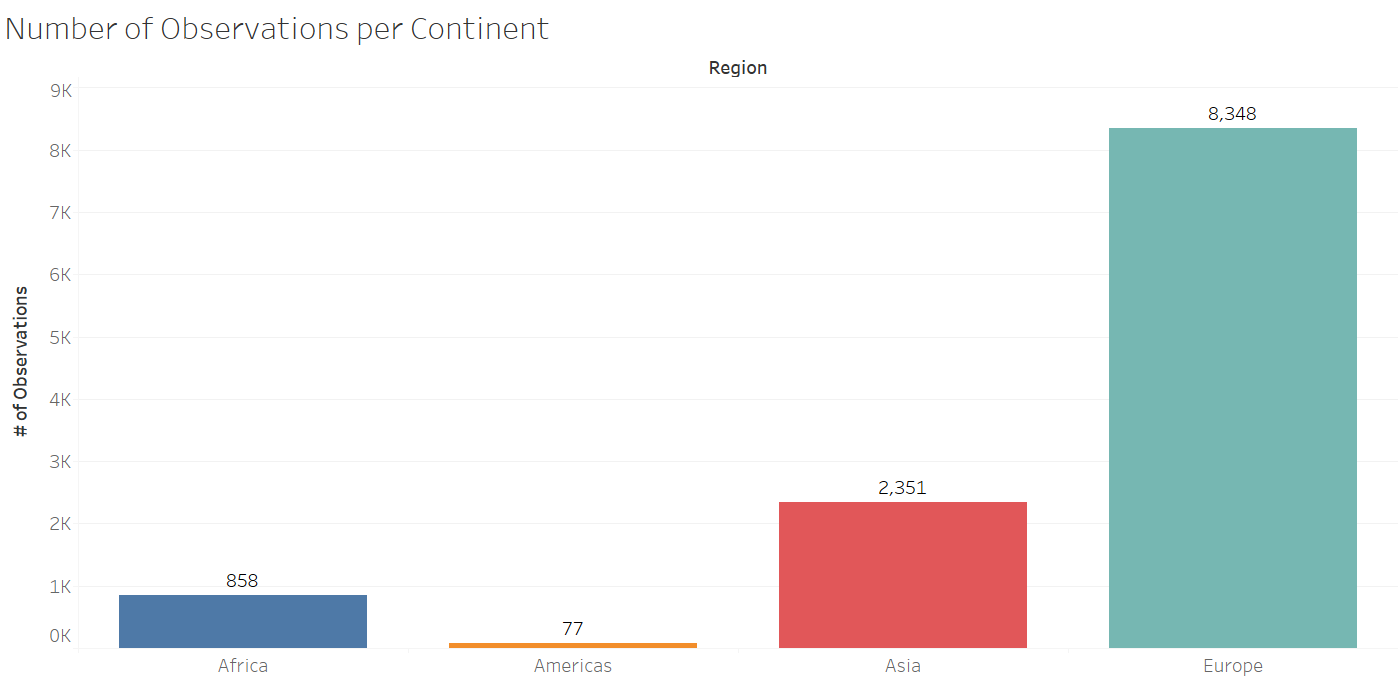 Number of Observations per Continent
Region
9K
8K
7K
6K
5K
4K
3K
2K
1K
0K
# of Observations
858
77
2,351
8,348
Africa
Americas
Asia
Europe